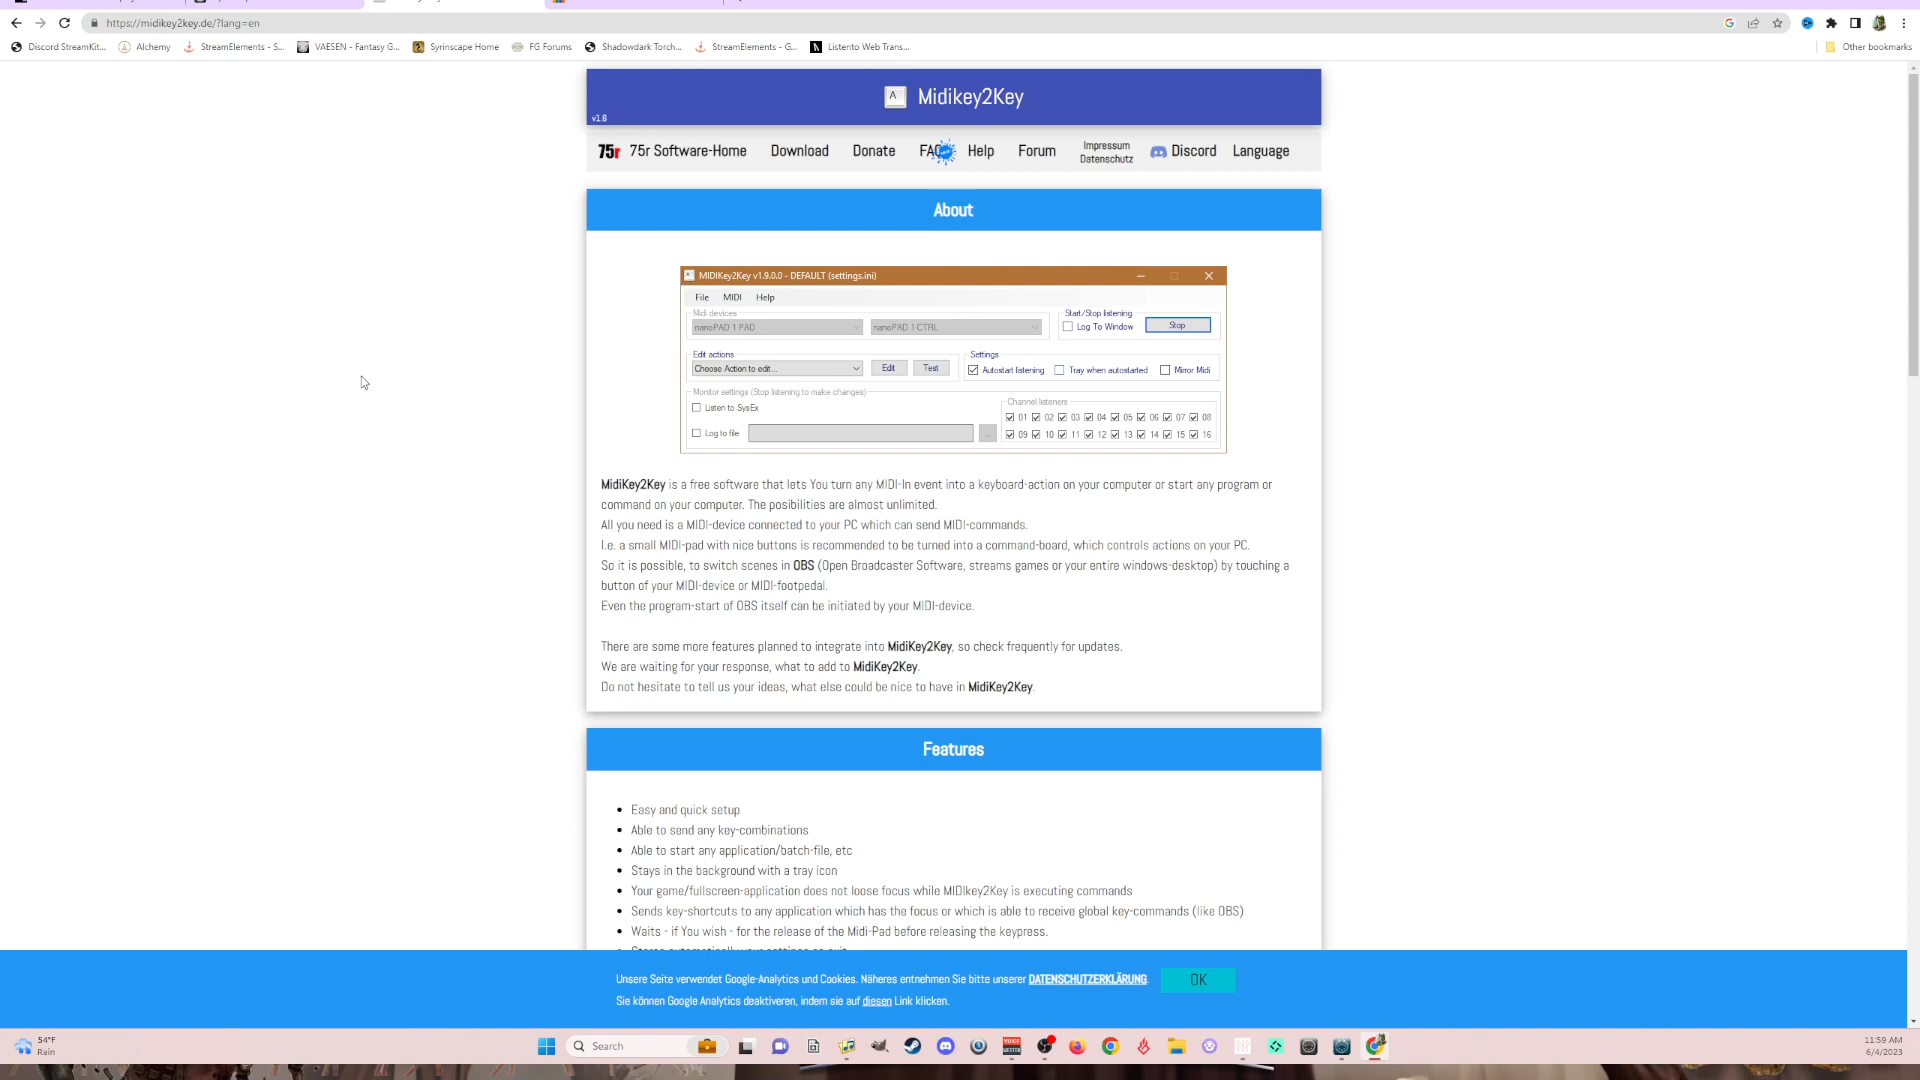 https://midikey2key.de/?lang=en
Discord StreamKit... Alchemy StreamElements - S... VAESEN - Fantasy G... Syrinscape Home FG Forums Shadowdark Torch... StreamElements - G... Listento Web Trans... Other bookmarks
A Midikey2Key
v1.6
75r 75r Software-Home Download Donate FAQ Help Forum Impressum Datenschutz Discord Language
About
MIDIKey2Key v1.9.0.0 - DEFAULT (settings.ini)
File MIDI Help
Midi devices Start/Stop listening
nanoPAD 1 PAD nanoPAD 1 CTRL Log To Window Stop
Edit actions Settings
Choose Action to edit... Edit Test Autostart listening Tray when autostarted Mirror Midi
Monitor settings (Stop listening to make changes) Channel listeners
Listen to SysEx 01 02 03 04 05 06 07 08
Log to file ... 09 10 11 12 13 14 15 16
MidiKey2Key is a free software that lets You turn any MIDI-In event into a keyboard-action on your computer or start any program or
command on your computer. The posibilities are almost unlimited.
All you need is a MIDI-device connected to your PC which can send MIDI-commands.
I.e. a small MIDI-pad with nice buttons is recommended to be turned into a command-board, which controls actions on your PC.
So it is possible, to switch scenes in OBS (Open Broadcaster Software, streams games or your entire windows-desktop) by touching a
button of your MIDI-device or MIDI-footpedal.
Even the program-start of OBS itself can be initiated by your MIDI-device.
There are some more features planned to integrate into MidiKey2Key, so check frequently for updates.
We are waiting for your response, what to add to MidiKey2Key.
Do not hesitate to tell us your ideas, what else could be nice to have in MidiKey2Key.
Features
• Easy and quick setup
• Able to send any key-combinations
• Able to start any application/batch-file, etc
• Stays in the background with a tray icon
• Your game/fullscreen-application does not loose focus while MIDIkey2Key is executing commands
• Sends key-shortcuts to any application which has the focus or which is able to receive global key-commands (like OBS)
• Waits - if You wish - for the release of the Midi-Pad before releasing the keypress.
Unsere Seite verwendet Google-Analytics und Cookies. Näheres entnehmen Sie bitte unserer DATENSCHUTZERKLÄRUNG. OK
Sie können Google Analytics deaktiveren, indem sie auf diesen Link klicken.
54°F
Rain
Search
11:59 AM
6/4/2023